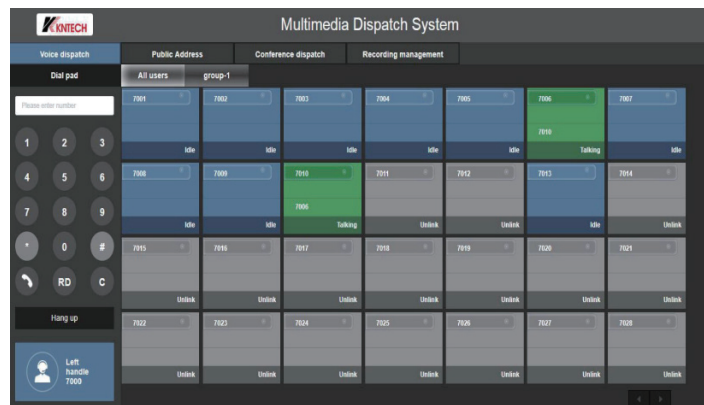 KNTECH
Multimedia Dispatch System
Voice dispatch Public Address Conference dispatch Recording management
Dial pad All users group-1
Please enter number
7001 7002 7003 7004 7005 7006 7007
7010
Idle Idle Idle Idle Idle Talking Idle
7008 7009 7010 7011 7012 7013 7014
7006
Idle Idle Talking Unlink Unlink Idle Unlink
7015 7016 7017 7018 7019 7020 7021
Unlink Unlink Unlink Unlink Unlink Unlink Unlink
7022 7023 7024 7025 7026 7027 7028
Unlink Unlink Unlink Unlink Unlink Unlink Unlink
1 2 3
4 5 6
7 8 9
* 0 #
RD C
Hang up
Left
handle
7000